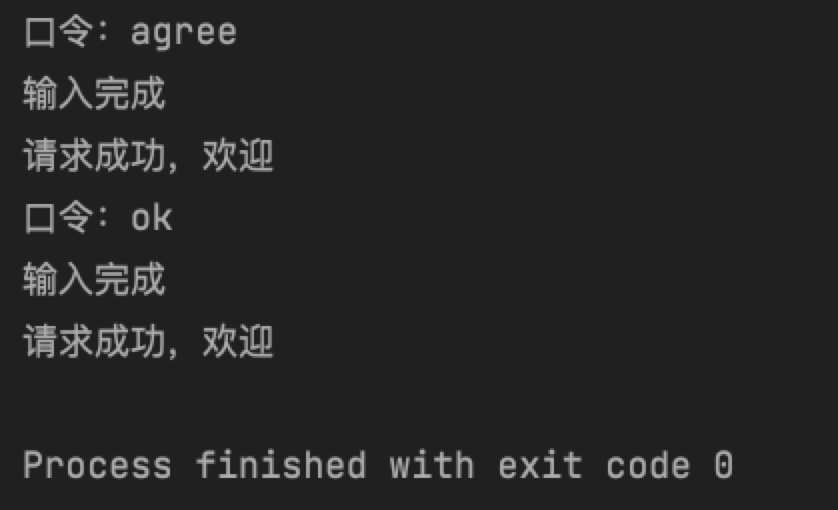 口令：agree
输入完成
请求成功，欢迎
口令：ok
输入完成
请求成功，欢迎
Process finished with exit code 0